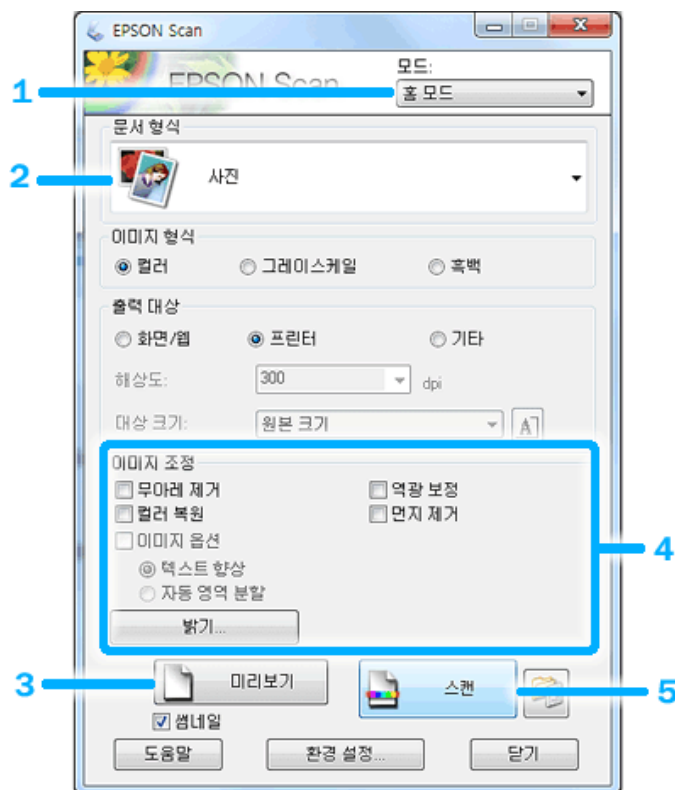 EPSON Scan
EPSON Scan
모드:
1
홈 모드
문서 형식
2
사진
이미지 형식
컬러 그레이스케일 흑백
출력 대상
화면/웹 프린터 기타
해상도: 300 dpi
대상 크기: 원본 크기
이미지 조정
무아레 제거 역광 보정
컬러 복원 먼지 제거
이미지 옵션
4
텍스트 향상
자동 영역 분할
밝기...
3 미리보기 스캔 5
썸네일
도움말 환경 설정... 닫기